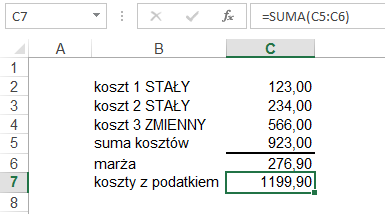 C7 =SUMA(C5:C6)
A B C
1
2 koszt 1 STAŁY 123,00
3 koszt 2 STAŁY 234,00
4 koszt 3 ZMIENNY 566,00
5 suma kosztów 923,00
6 marża 276,90
7 koszty z podatkiem 1199,90
8